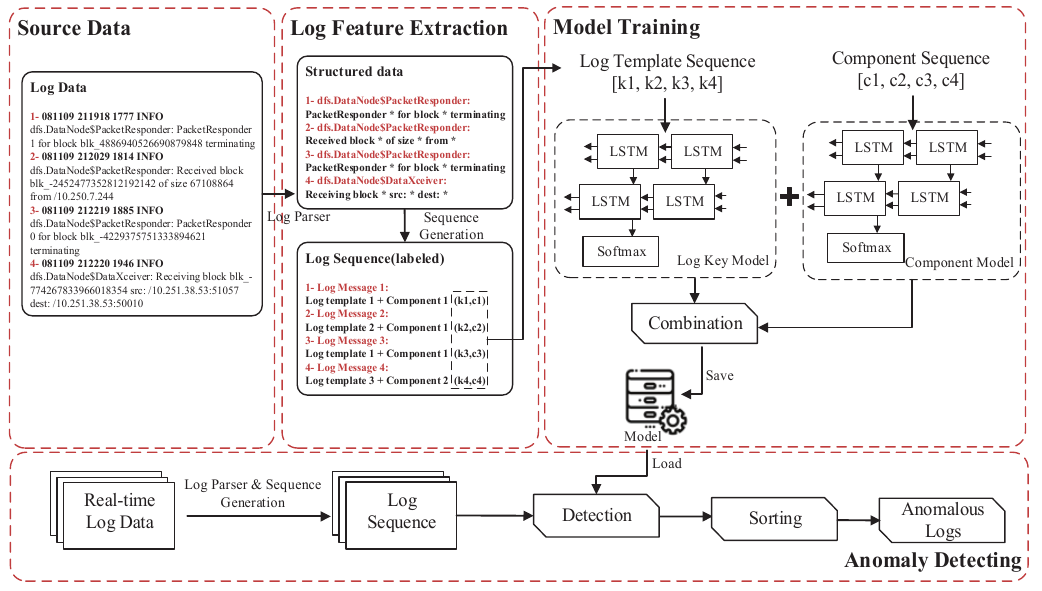 Source Data
Log Data
1- 081109 211918 1777 INFO
dfs.DataNode$PacketResponder: PacketResponder
1 for block blk_4886940526690879848 terminating
2- 081109 212029 1814 INFO
dfs.DataNode$PacketResponder: Received block
blk_-2452477352812192142 of size 67108864
from /10.250.7.244
3- 081109 212219 1885 INFO
dfs.DataNode$PacketResponder: PacketResponder
0 for block blk_-4229375751333894621
terminating
4- 081109 212220 1946 INFO
dfs.DataNode$DataXceiver: Receiving block blk_-
774267833966018354 src: /10.251.38.53:51057
dest: /10.251.38.53:50010
Log Parser
Log Feature Extraction
Structured data
1- dfs.DataNode$PacketResponder:
PacketResponder * for block * terminating
2- dfs.DataNode$PacketResponder:
Received block * of size * from *
3- dfs.DataNode$PacketResponder:
PacketResponder * for block * terminating
4- dfs.DataNode$DataXceiver:
Receiving block * src: * dest: *
Sequence
Generation
Log Sequence(labeled)
1- Log Message 1:
Log template 1 + Component 1 (k1,c1)
2- Log Message 2:
Log template 2 + Component 1 (k2,c2)
3- Log Message 3:
Log template 1 + Component 1 (k3,c3)
4- Log Message 4:
Log template 3 + Component 2 (k4,c4)
Model Training
Log Template Sequence
[k1, k2, k3, k4]
LSTM
LSTM
LSTM
LSTM
Softmax
Log Key Model
+
Component Sequence
[c1, c2, c3, c4]
LSTM
LSTM
LSTM
LSTM
Softmax
Component Model
Combination
Save
Model
Load
Real-time
Log Data
Log Parser & Sequence
Generation
Log
Sequence
Detection
Sorting
Anomalous
Logs
Anomaly Detecting